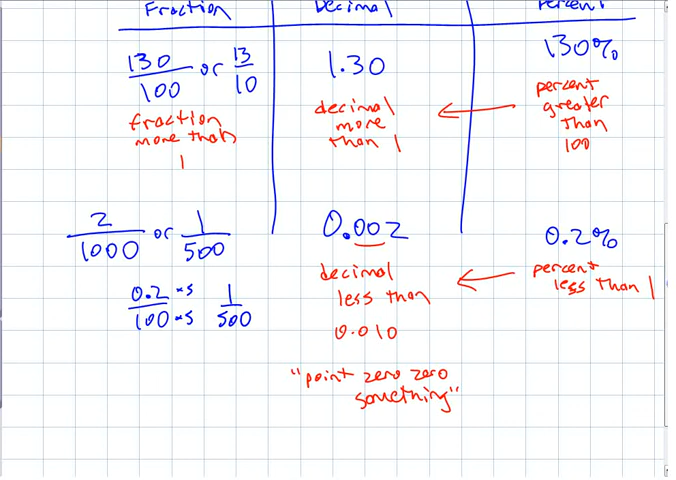 Fraction Decimal Percent
130/100 or 13/10 1.30 130%
fraction
more than
1
decimal
more
than 1
percent
greater
than
100
2/1000 or 1/500 0.002 0.2%
0.2/100 ×5/×5 1/500
decimal
less than
0.010
percent
less than 1
"point zero zero
something"